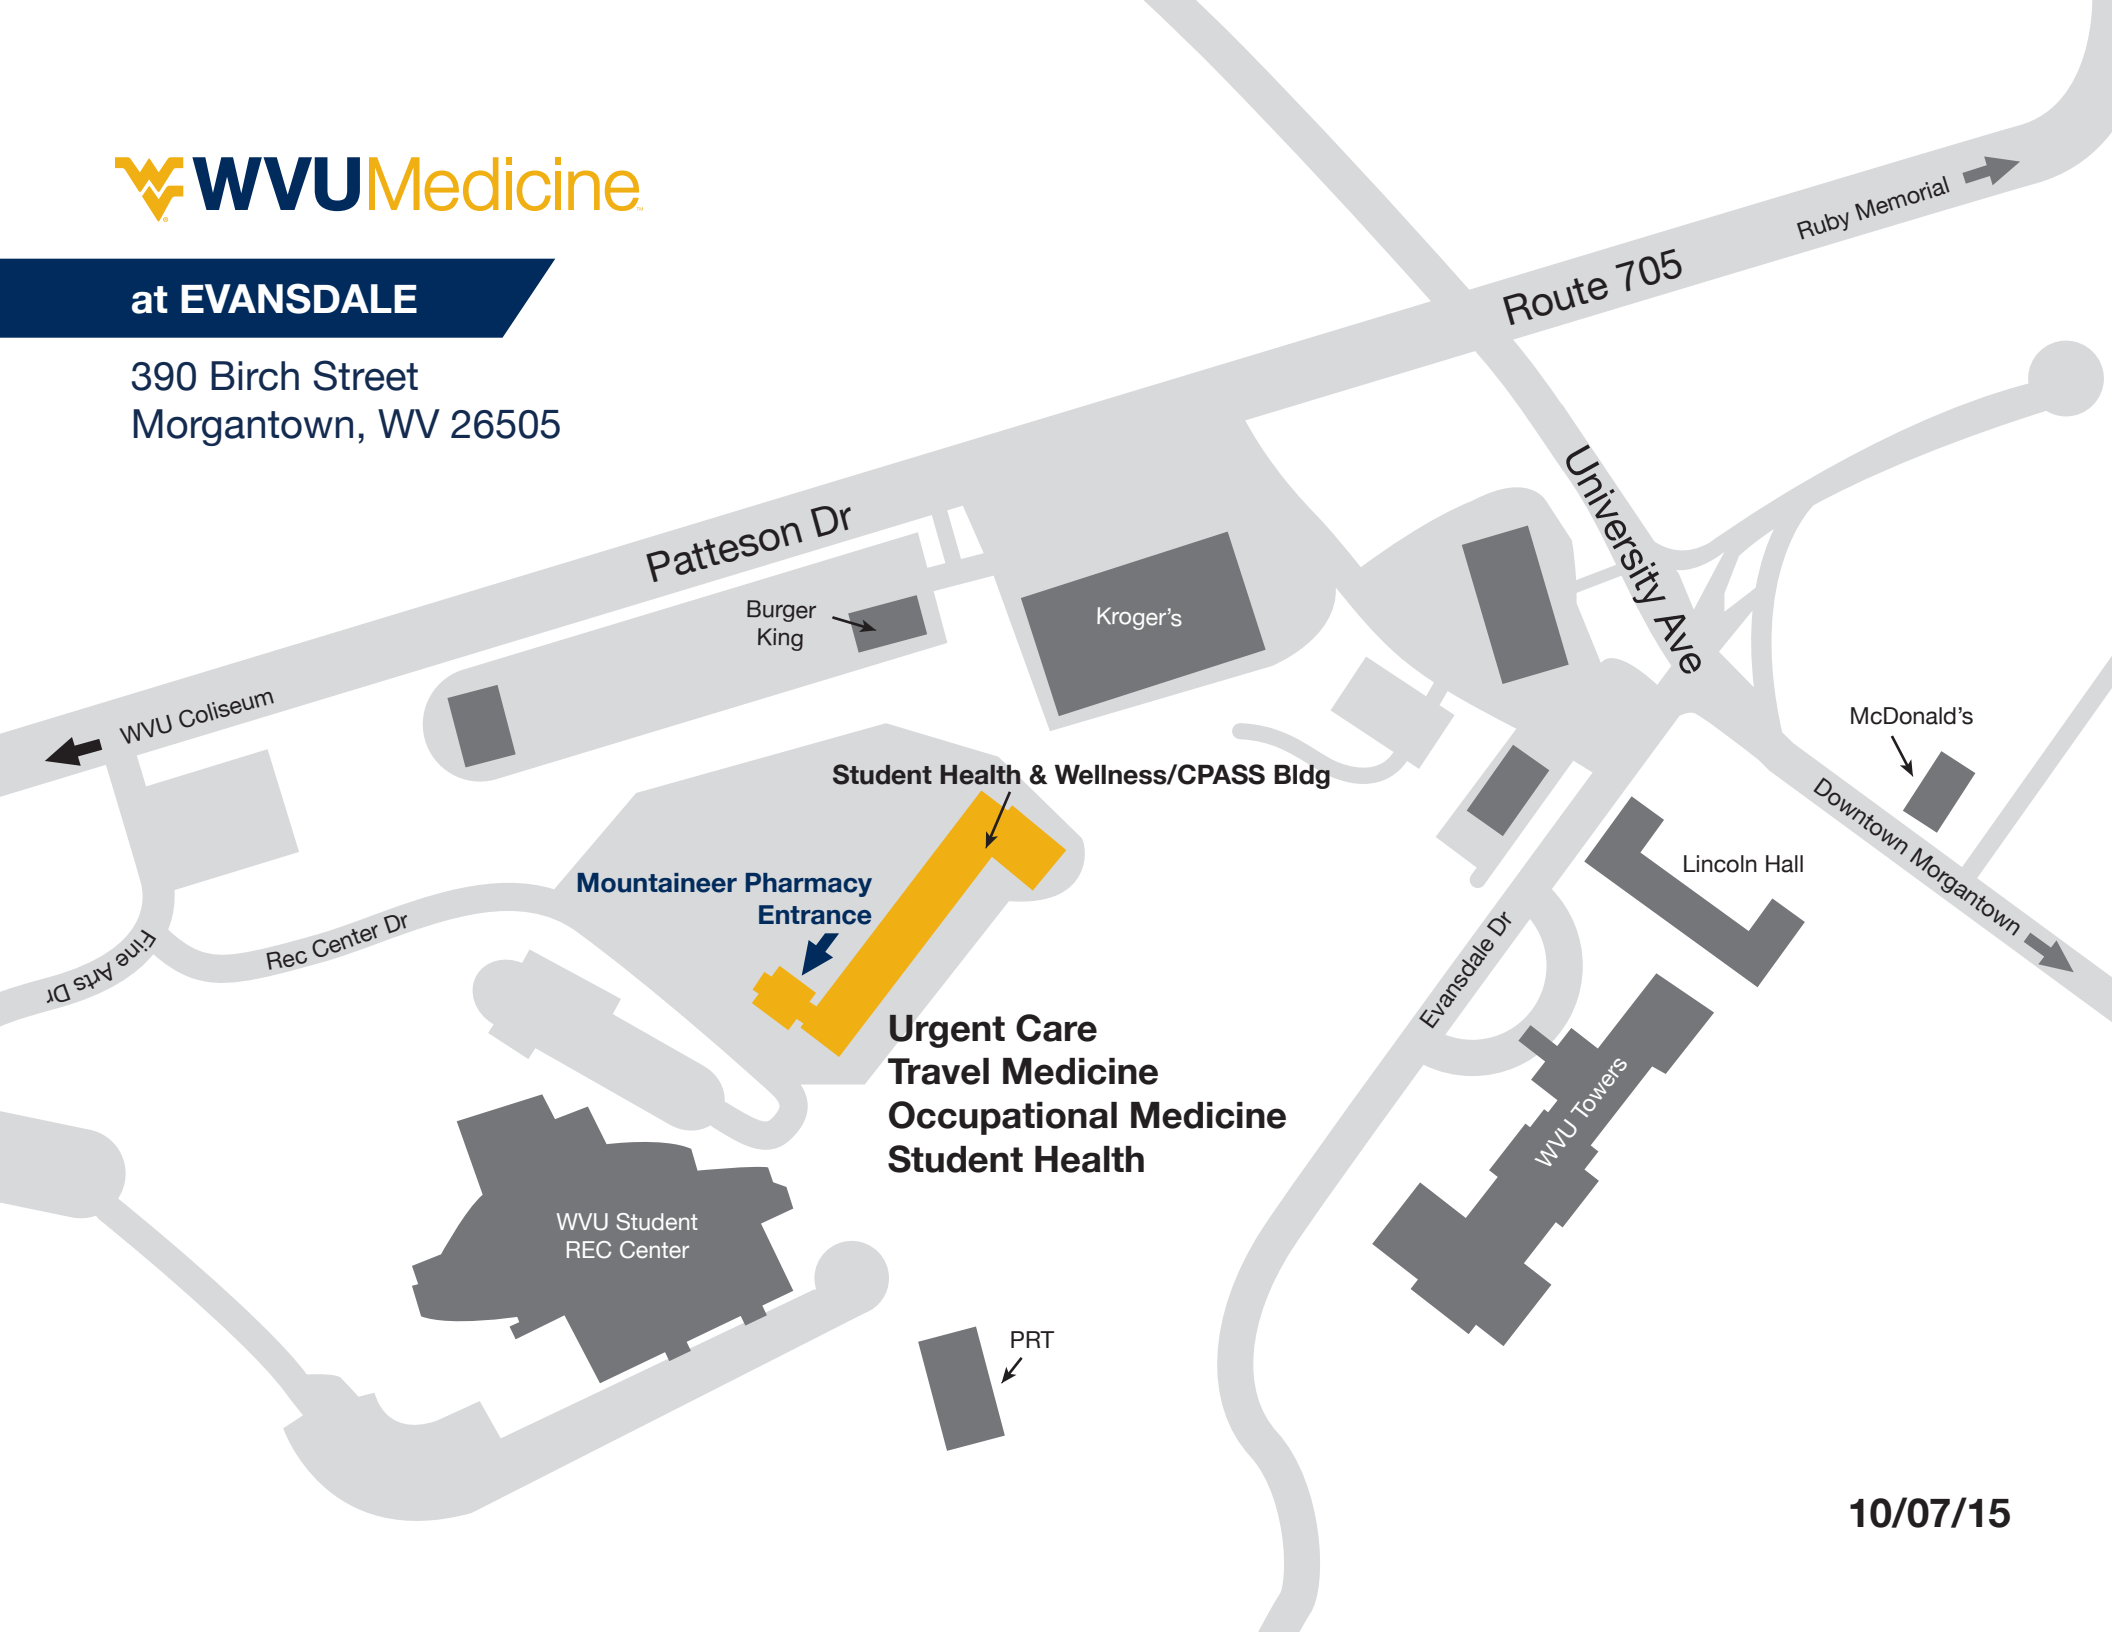 WVUMedicine
at EVANSDALE
390 Birch Street
Morgantown, WV 26505
Ruby Memorial
Route 705
University Ave
Patteson Dr
Burger
King
Kroger's
WVU Coliseum
McDonald's
Student Health & Wellness/CPASS Bldg
Downtown Morgantown
Lincoln Hall
Mountaineer Pharmacy
Entrance
Rec Center Dr
Fine Arts Dr
Evansdale Dr
Urgent Care
Travel Medicine
Occupational Medicine
Student Health
WVU Towers
WVU Student
REC Center
PRT
10/07/15